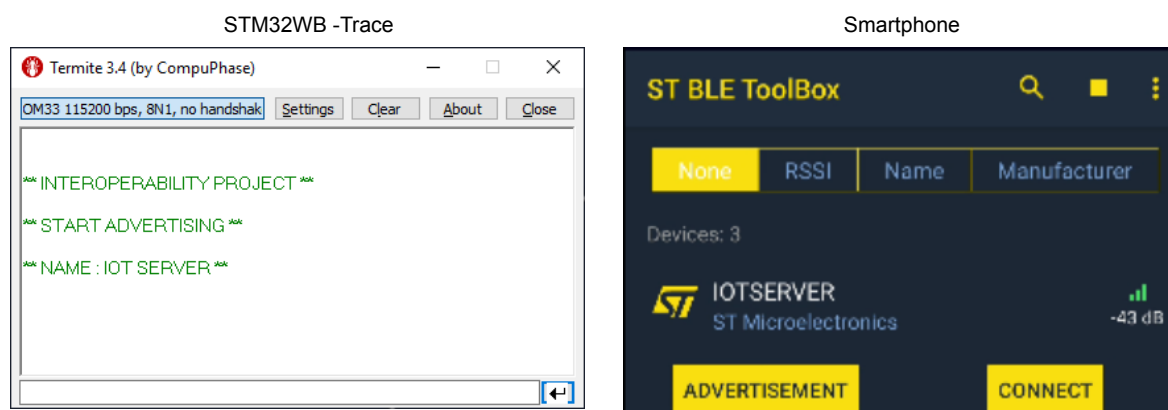 STM32WB -Trace
Termite 3.4 (by CompuPhase)
OM33 115200 bps, 8N1, no handshak Settings Clear About Close
** INTEROPERABILITY PROJECT **
** START ADVERTISING **
** NAME : IOT SERVER **
Smartphone
ST BLE ToolBox
None RSSI Name Manufacturer
Devices: 3
IOTSERVER
ST Microelectronics
-43 dB
ADVERTISEMENT CONNECT